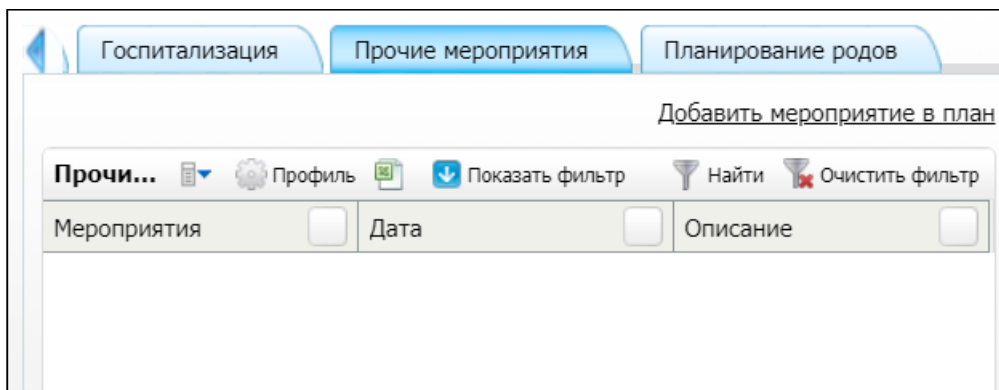 Госпитализация Прочие мероприятия Планирование родов
Добавить мероприятие в план
Прочи... Профиль Показать фильтр Найти Очистить фильтр
Мероприятия Дата Описание